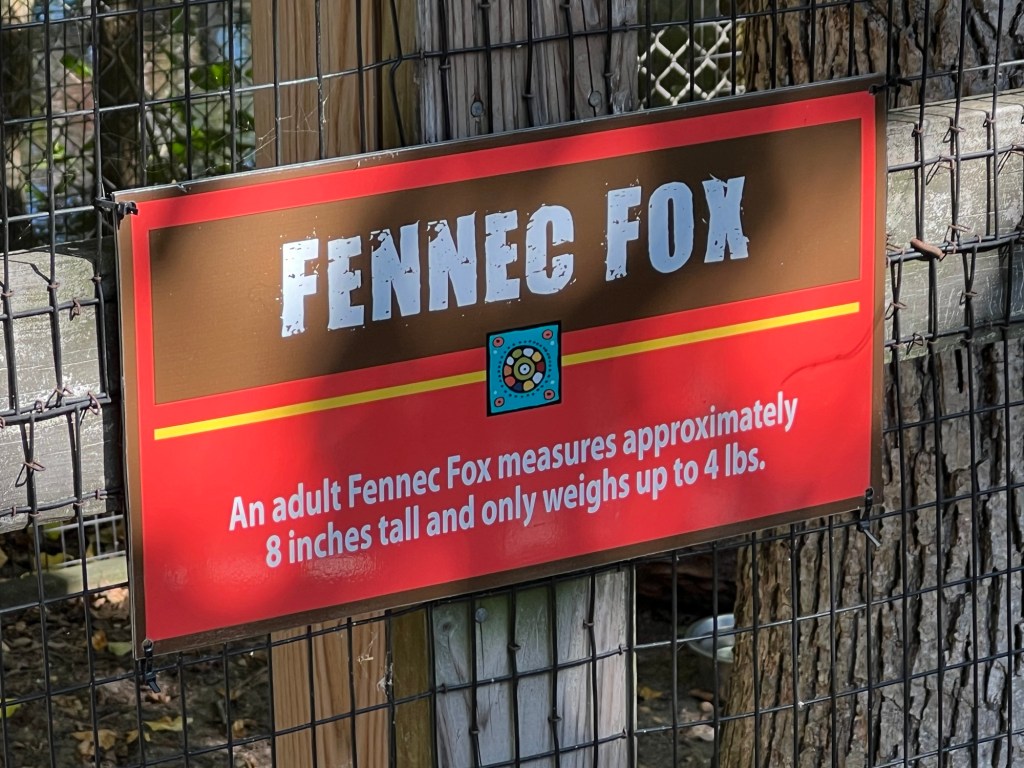 FENNEC FOX
An adult Fennec Fox measures approximately
8 inches tall and only weighs up to 4 lbs.